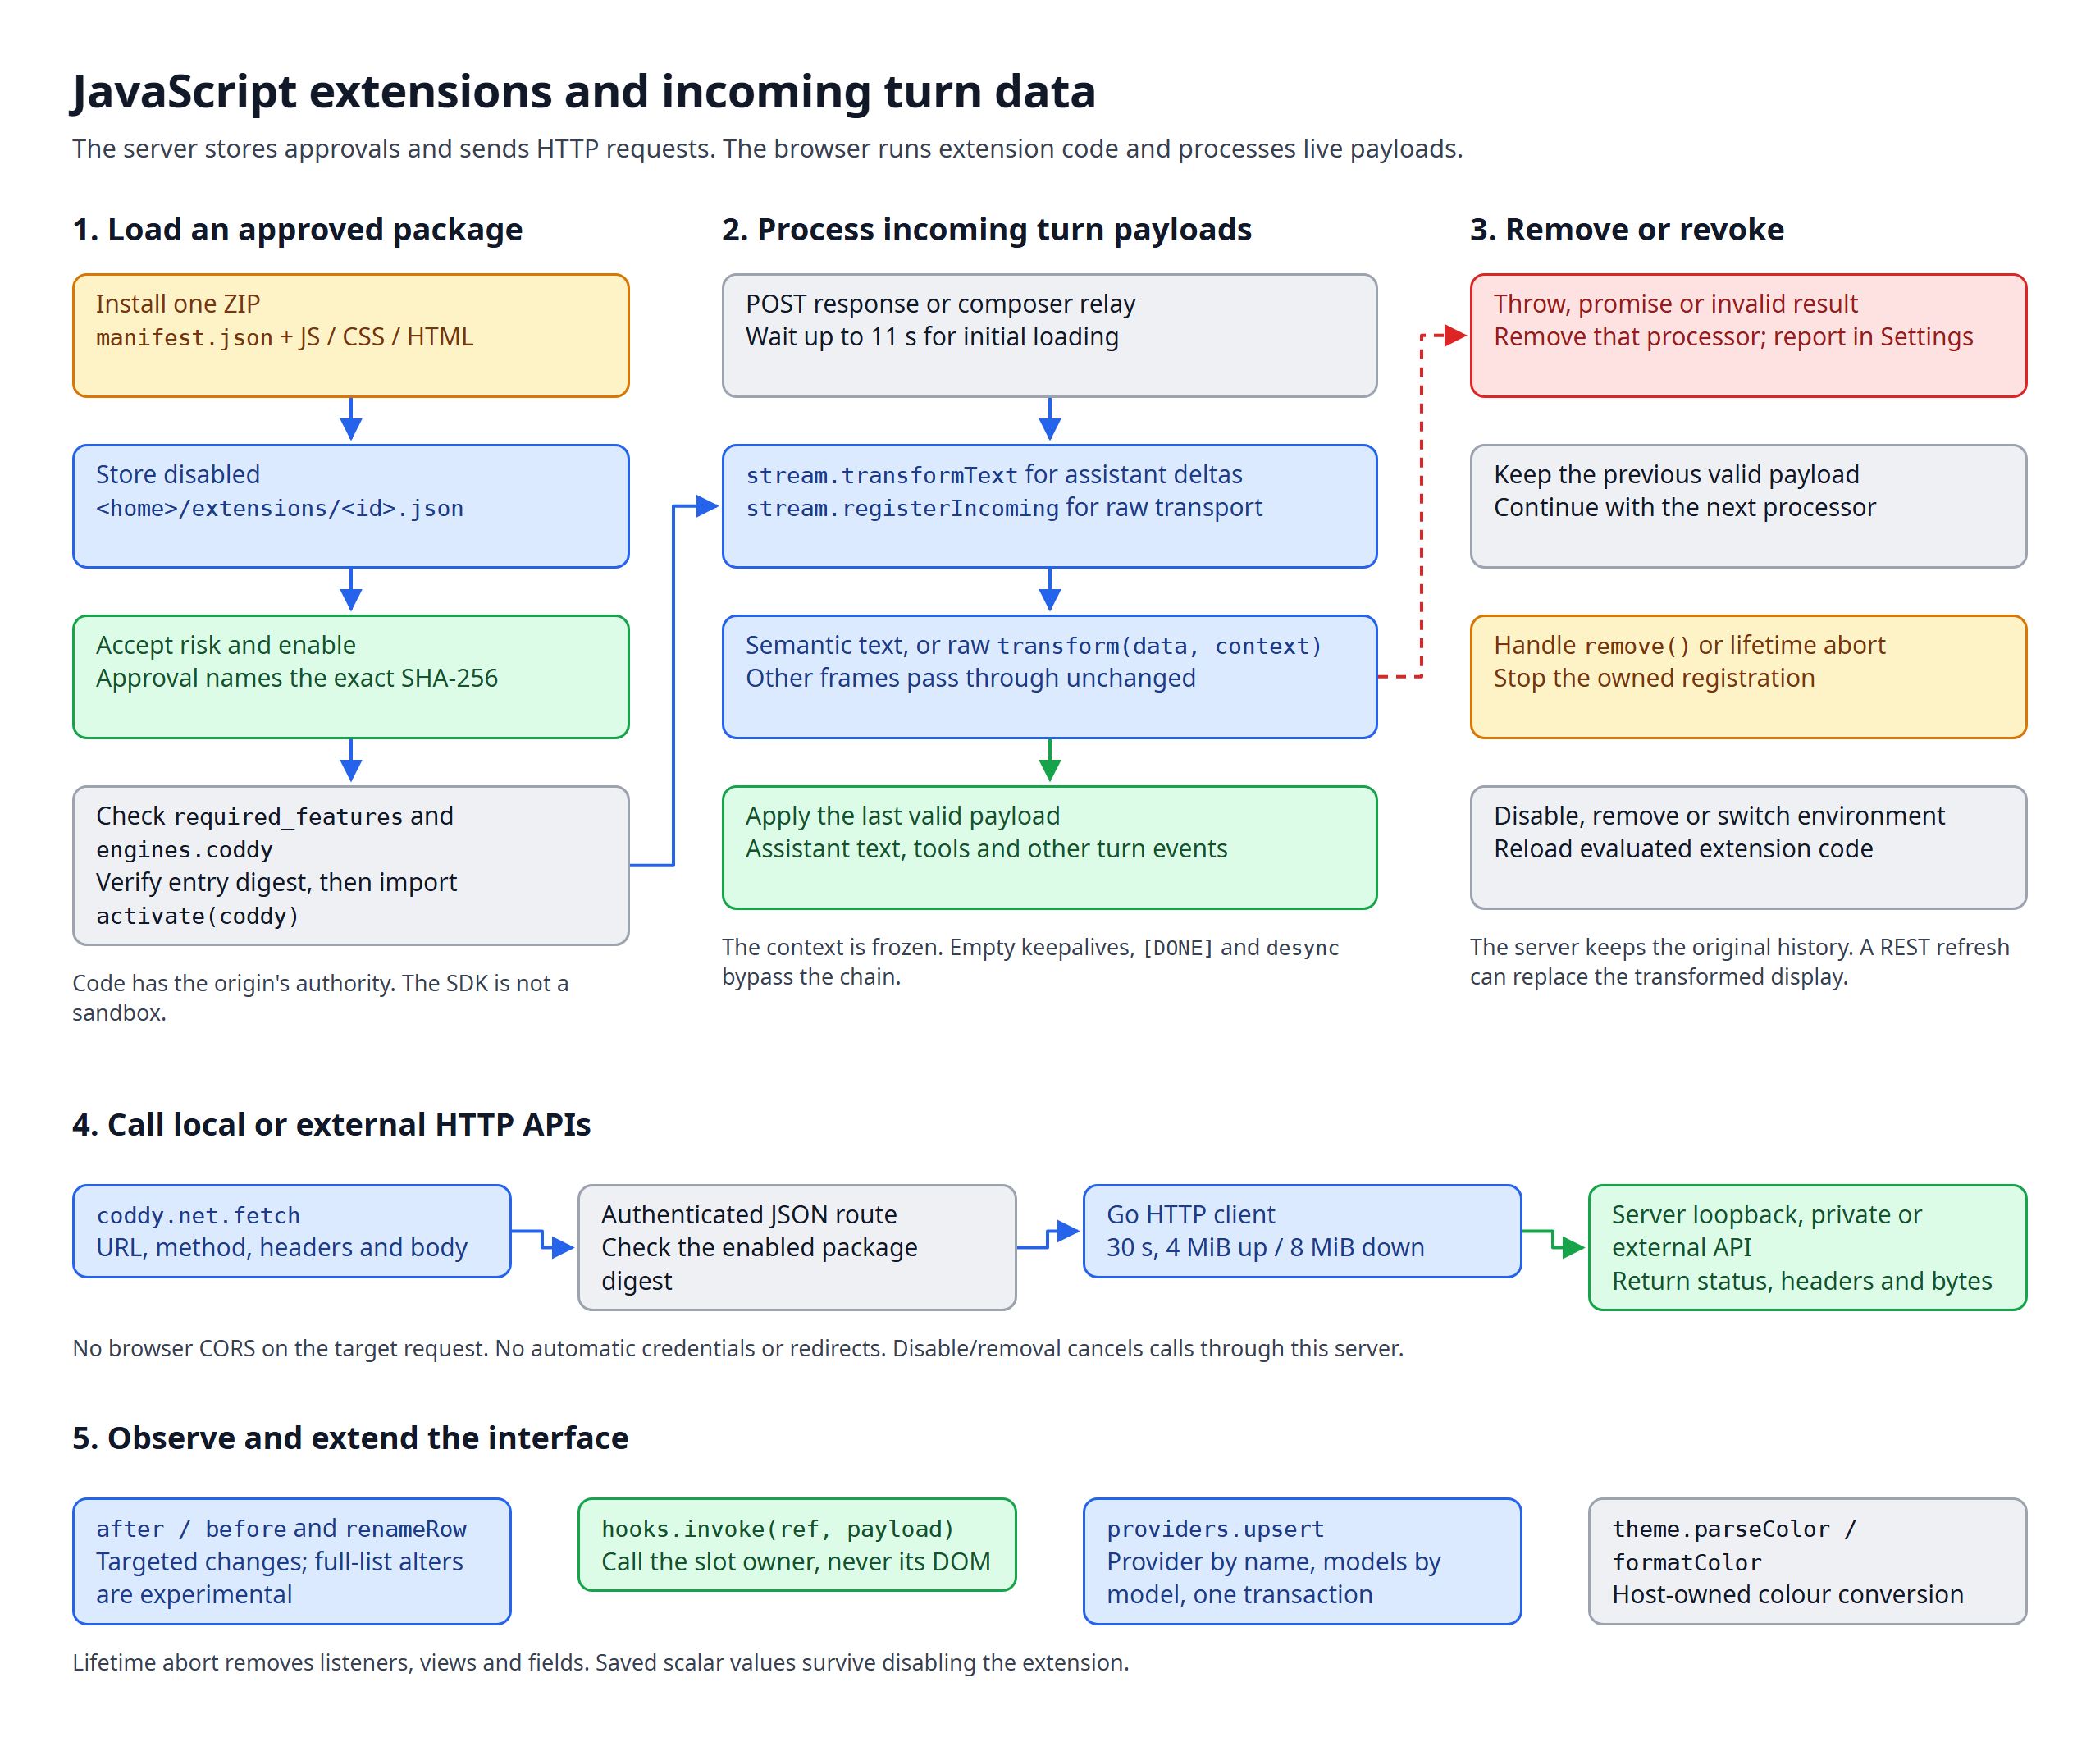 JavaScript extensions and incoming turn data
The server stores approvals and sends HTTP requests. The browser runs extension code and processes live payloads.
1. Load an approved package
Install one ZIP
manifest.json + JS / CSS / HTML
Store disabled
<home>/extensions/<id>.json
Accept risk and enable
Approval names the exact SHA-256
Check required_features and
engines.coddy
Verify entry digest, then import
activate(coddy)
Code has the origin's authority. The SDK is not a
sandbox.
2. Process incoming turn payloads
POST response or composer relay
Wait up to 11 s for initial loading
stream.transformText for assistant deltas
stream.registerIncoming for raw transport
Semantic text, or raw transform(data, context)
Other frames pass through unchanged
Apply the last valid payload
Assistant text, tools and other turn events
The context is frozen. Empty keepalives, [DONE] and desync
bypass the chain.
3. Remove or revoke
Throw, promise or invalid result
Remove that processor; report in Settings
Keep the previous valid payload
Continue with the next processor
Handle remove() or lifetime abort
Stop the owned registration
Disable, remove or switch environment
Reload evaluated extension code
The server keeps the original history. A REST refresh
can replace the transformed display.
4. Call local or external HTTP APIs
coddy.net.fetch
URL, method, headers and body
Authenticated JSON route
Check the enabled package
digest
Go HTTP client
30 s, 4 MiB up / 8 MiB down
Server loopback, private or
external API
Return status, headers and bytes
No browser CORS on the target request. No automatic credentials or redirects. Disable/removal cancels calls through this server.
5. Observe and extend the interface
after / before and renameRow
Targeted changes; full-list alters
are experimental
hooks.invoke(ref, payload)
Call the slot owner, never its DOM
providers.upsert
Provider by name, models by
model, one transaction
theme.parseColor /
formatColor
Host-owned colour conversion
Lifetime abort removes listeners, views and fields. Saved scalar values survive disabling the extension.